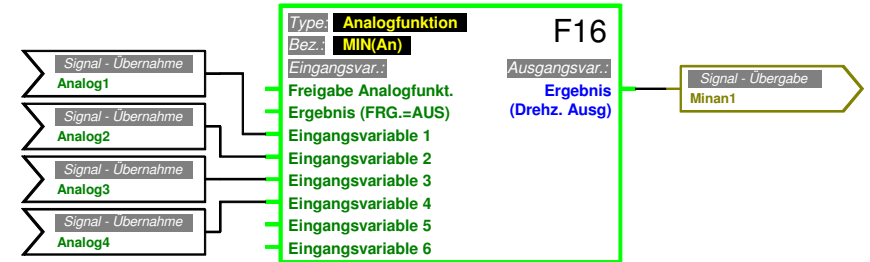 Signal - Übernahme
Analog1
Signal - Übernahme
Analog2
Signal - Übernahme
Analog3
Signal - Übernahme
Analog4
Type: Analogfunktion
Bez.: MIN(An)
F16
Eingangsvar.:
Freigabe Analogfunkt.
Ergebnis (FRG.=AUS)
Eingangsvariable 1
Eingangsvariable 2
Eingangsvariable 3
Eingangsvariable 4
Eingangsvariable 5
Eingangsvariable 6
Ausgangsvar.:
Ergebnis
(Drehz. Ausg)
Signal - Übergabe
Minan1